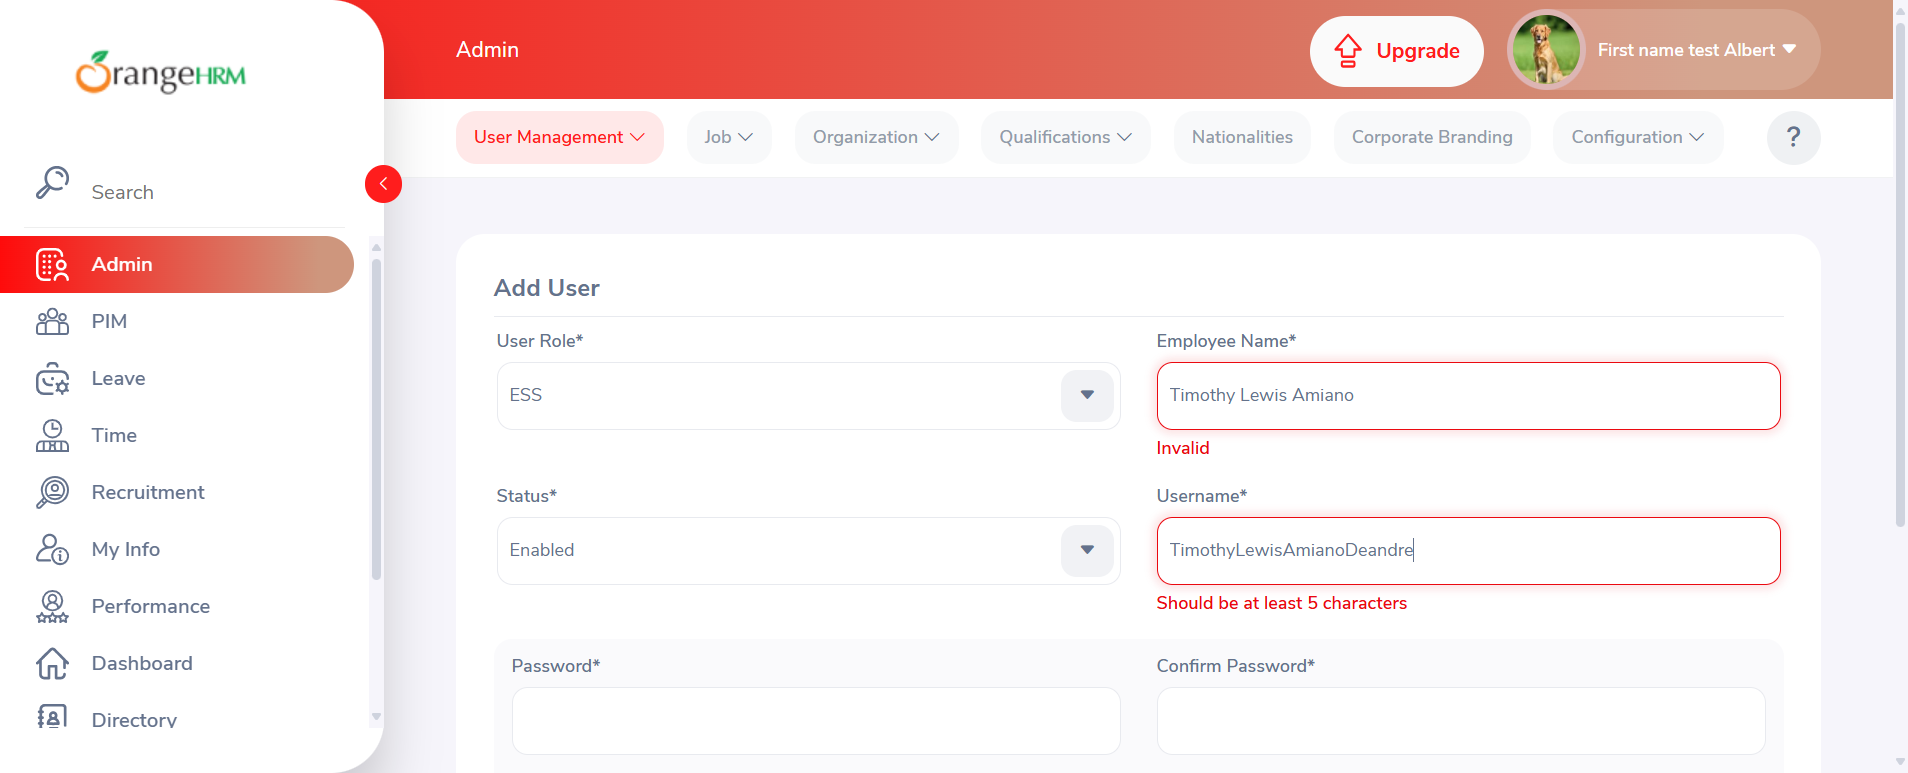 OrangeHRM
Admin
Upgrade
First name test Albert
User Management
Job
Organization
Qualifications
Nationalities
Corporate Branding
Configuration
?
Search
Admin
PIM
Leave
Time
Recruitment
My Info
Performance
Dashboard
Directory
Add User
User Role*
Employee Name*
ESS
Timothy Lewis Amiano
Invalid
Status*
Username*
Enabled
TimothyLewisAmianoDeandre
Should be at least 5 characters
Password*
Confirm Password*